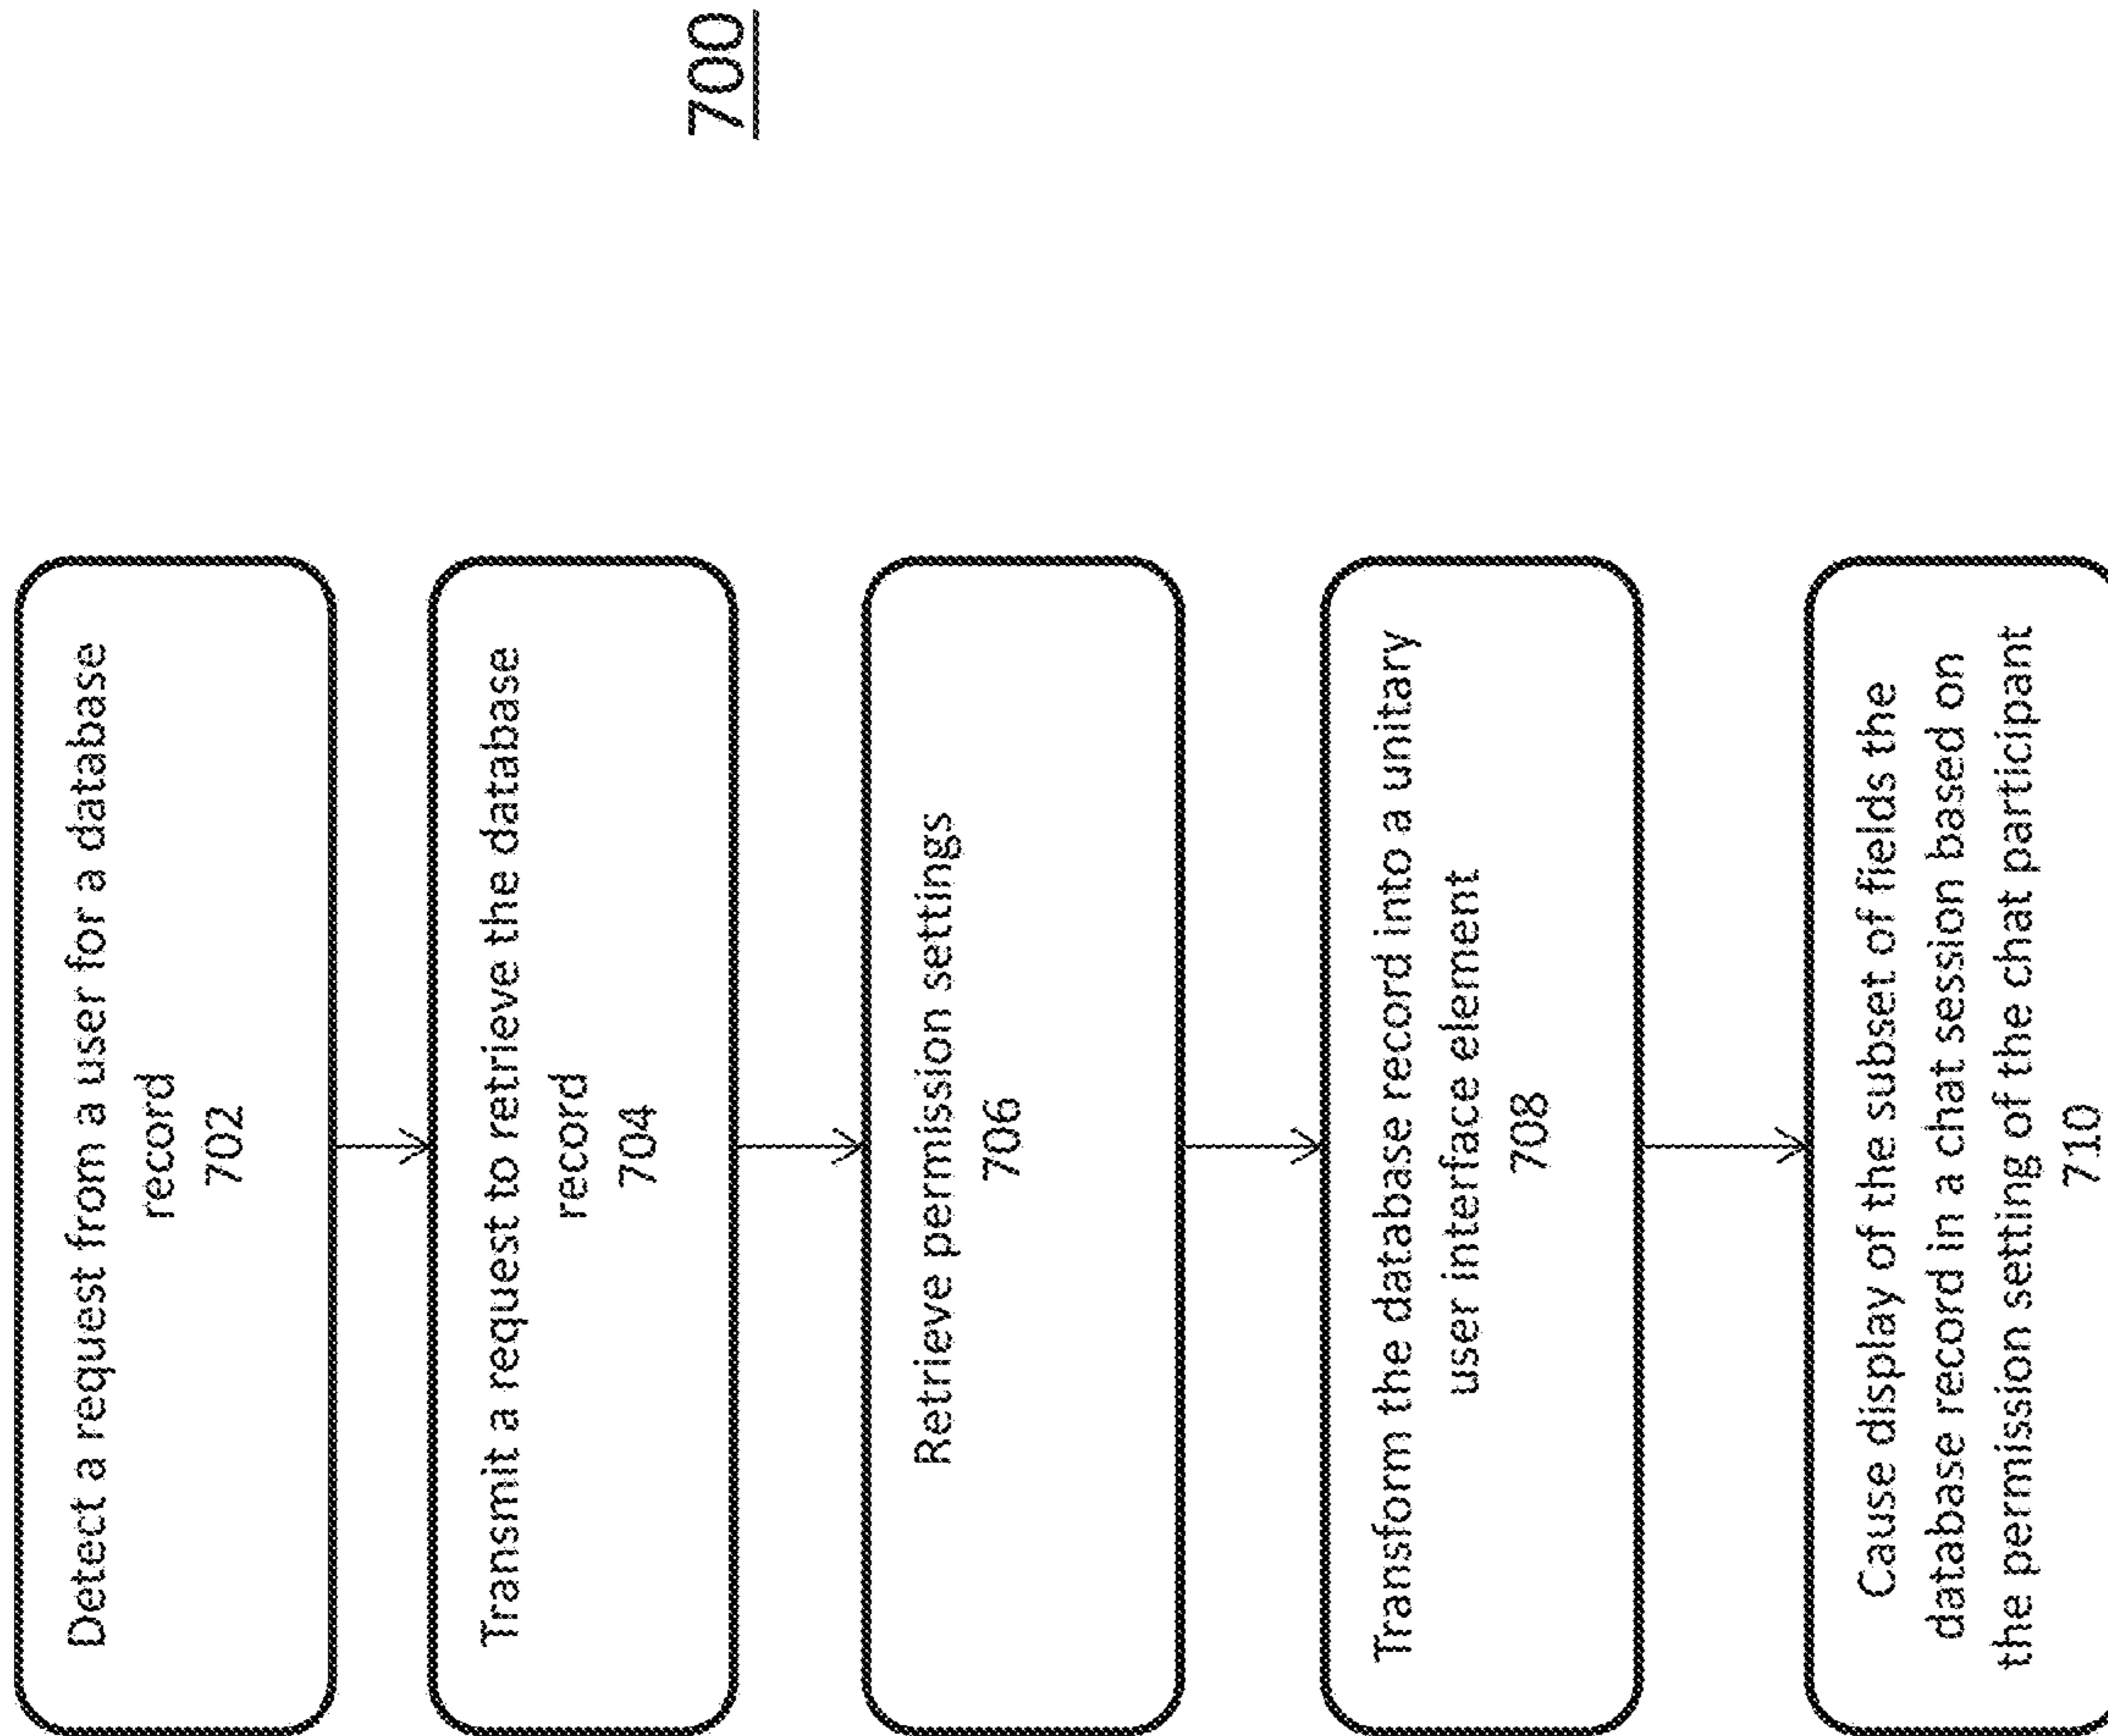 Detect a request from a user for a database
record
702
Transmit a request to retrieve the database
record
704
Retrieve permission settings
706
Transform the database record into a unitary
user interface element
708
Cause display of the subset of fields the
database record in a chat session based on
the permission setting of the chat participant
710
700